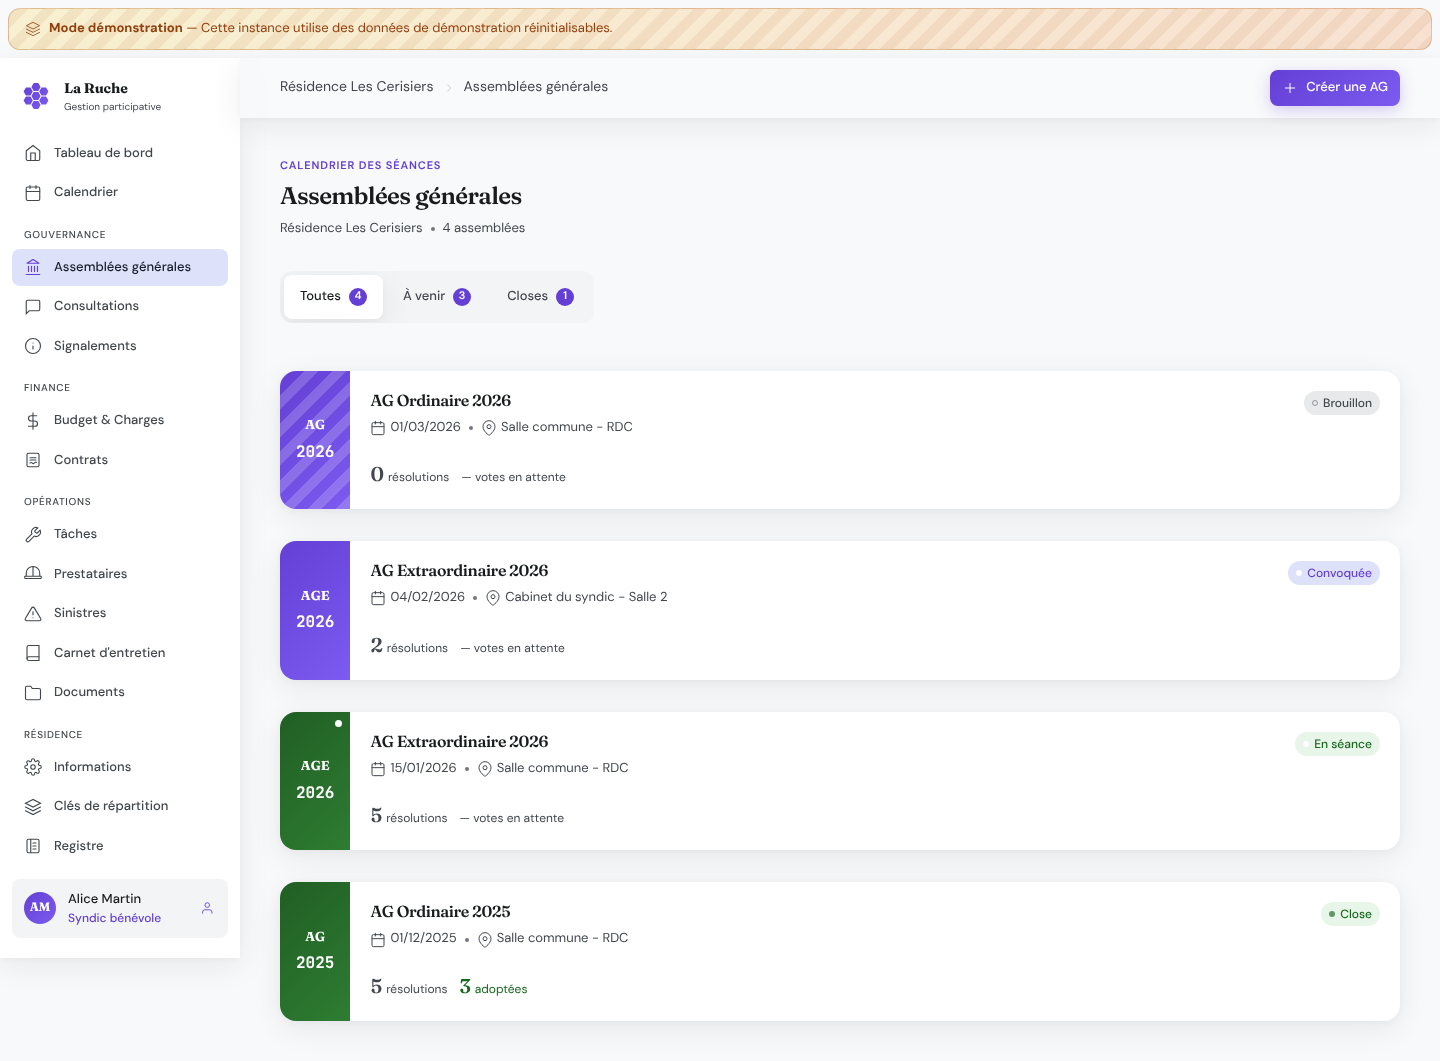 Mode démonstration — Cette instance utilise des données de démonstration réinitialisables.
La Ruche
Gestion participative
Tableau de bord
Calendrier
GOUVERNANCE
Assemblées générales
Consultations
Signalements
FINANCE
Budget & Charges
Contrats
OPÉRATIONS
Tâches
Prestataires
Sinistres
Carnet d'entretien
Documents
RÉSIDENCE
Informations
Clés de répartition
Registre
AM
Alice Martin
Syndic bénévole
Résidence Les Cerisiers
Assemblées générales
Créer une AG
CALENDRIER DES SÉANCES
Assemblées générales
Résidence Les Cerisiers • 4 assemblées
Toutes 4
À venir 3
Closes 1
AG
2026
AG Ordinaire 2026
Brouillon
01/03/2026 • Salle commune - RDC
0 résolutions — votes en attente
AGE
2026
AG Extraordinaire 2026
Convoquée
04/02/2026 • Cabinet du syndic - Salle 2
2 résolutions — votes en attente
AGE
2026
AG Extraordinaire 2026
En séance
15/01/2026 • Salle commune - RDC
5 résolutions — votes en attente
AG
2025
AG Ordinaire 2025
Close
01/12/2025 • Salle commune - RDC
5 résolutions 3 adoptées